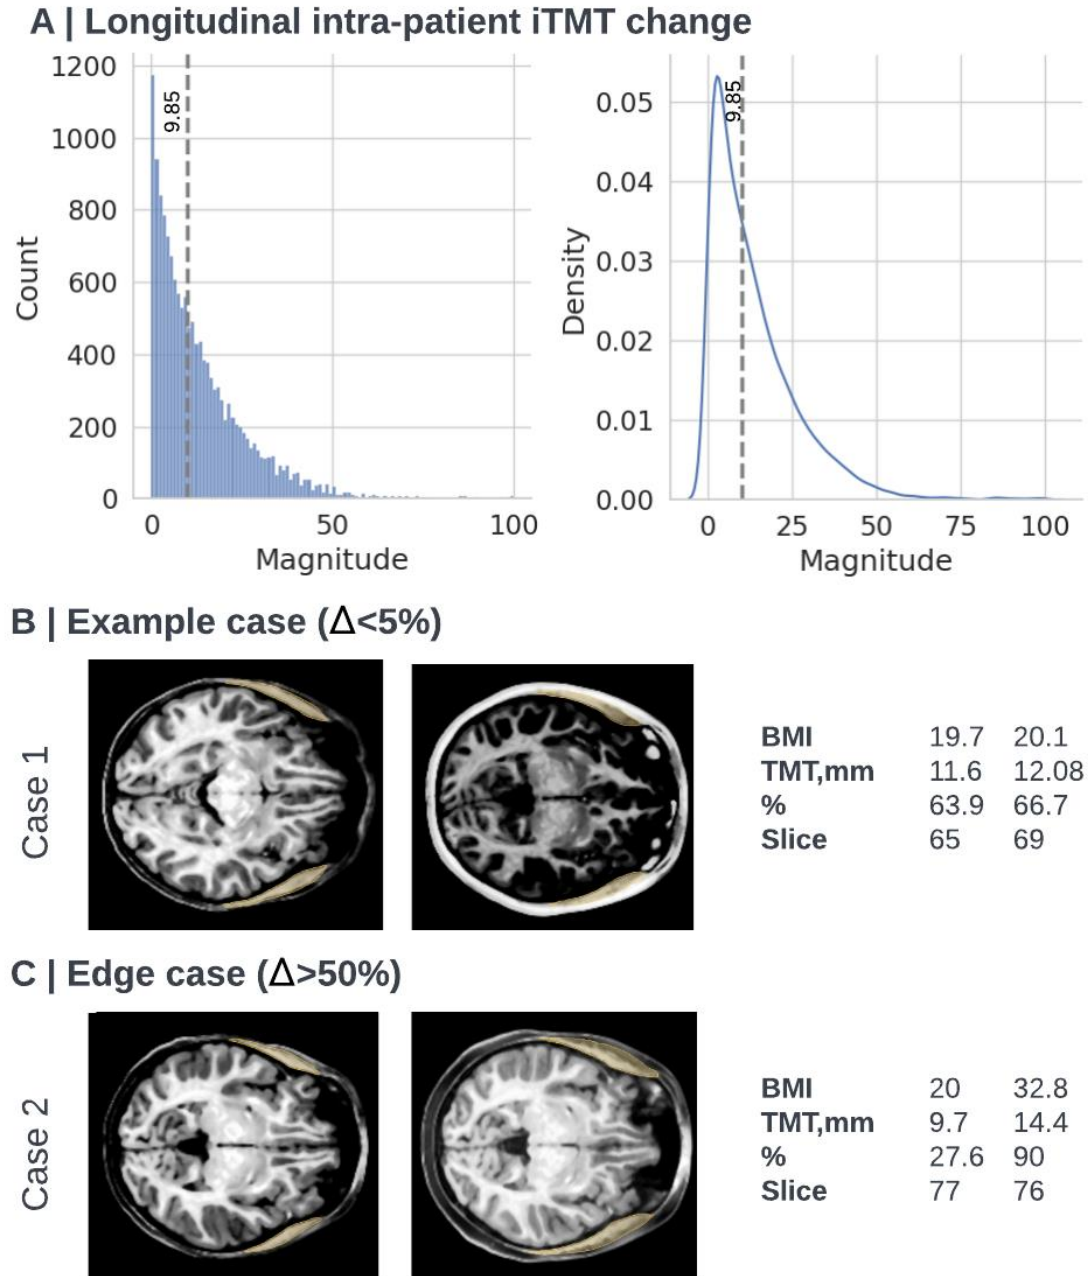 A | Longitudinal intra-patient iTMT change
1200
1000
800
600
400
200
0
Count
9.85
0 50 100
Magnitude
0.05
0.04
0.03
0.02
0.01
0.00
Density
9.85
0 25 50 75 100
Magnitude
B | Example case (Δ<5%)
Case 1
BMI 19.7 20.1
TMT,mm 11.6 12.08
% 63.9 66.7
Slice 65 69
C | Edge case (Δ>50%)
Case 2
BMI 20 32.8
TMT,mm 9.7 14.4
% 27.6 90
Slice 77 76